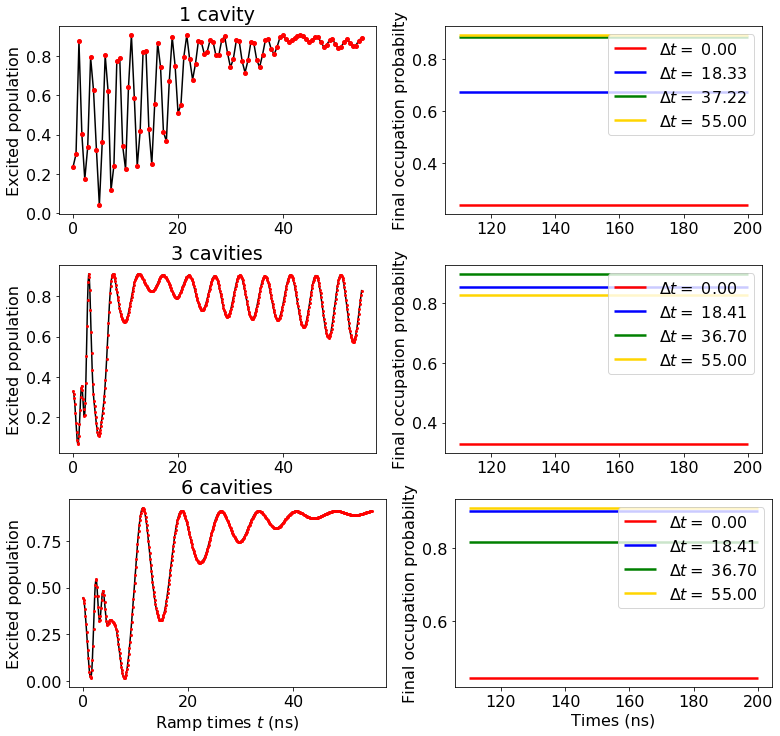 1 cavity
Excited population
0.8
0.6
0.4
0.2
0.0
0 20 40
Final occupation probabilty
0.8
0.6
0.4
Δt = 0.00
Δt = 18.33
Δt = 37.22
Δt = 55.00
120 140 160 180 200
3 cavities
Excited population
0.8
0.6
0.4
0.2
0 20 40
Final occupation probabilty
0.8
0.6
0.4
Δt = 0.00
Δt = 18.41
Δt = 36.70
Δt = 55.00
120 140 160 180 200
6 cavities
Excited population
0.75
0.50
0.25
0.00
0 20 40
Ramp times t (ns)
Final occupation probabilty
0.8
0.6
Δt = 0.00
Δt = 18.41
Δt = 36.70
Δt = 55.00
120 140 160 180 200
Times (ns)